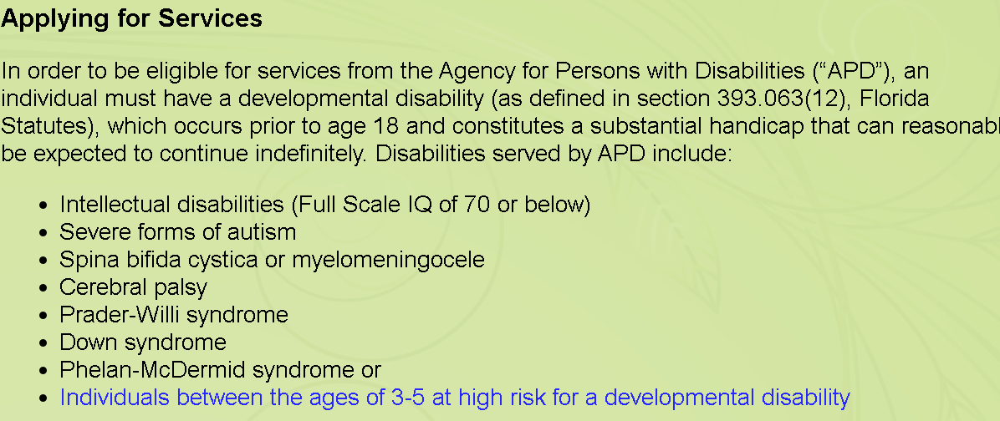 Applying for Services
In order to be eligible for services from the Agency for Persons with Disabilities (“APD”), an
individual must have a developmental disability (as defined in section 393.063(12), Florida
Statutes), which occurs prior to age 18 and constitutes a substantial handicap that can reasonabl
be expected to continue indefinitely. Disabilities served by APD include:
• Intellectual disabilities (Full Scale IQ of 70 or below)
• Severe forms of autism
• Spina bifida cystica or myelomeningocele
• Cerebral palsy
• Prader-Willi syndrome
• Down syndrome
• Phelan-McDermid syndrome or
• Individuals between the ages of 3-5 at high risk for a developmental disability